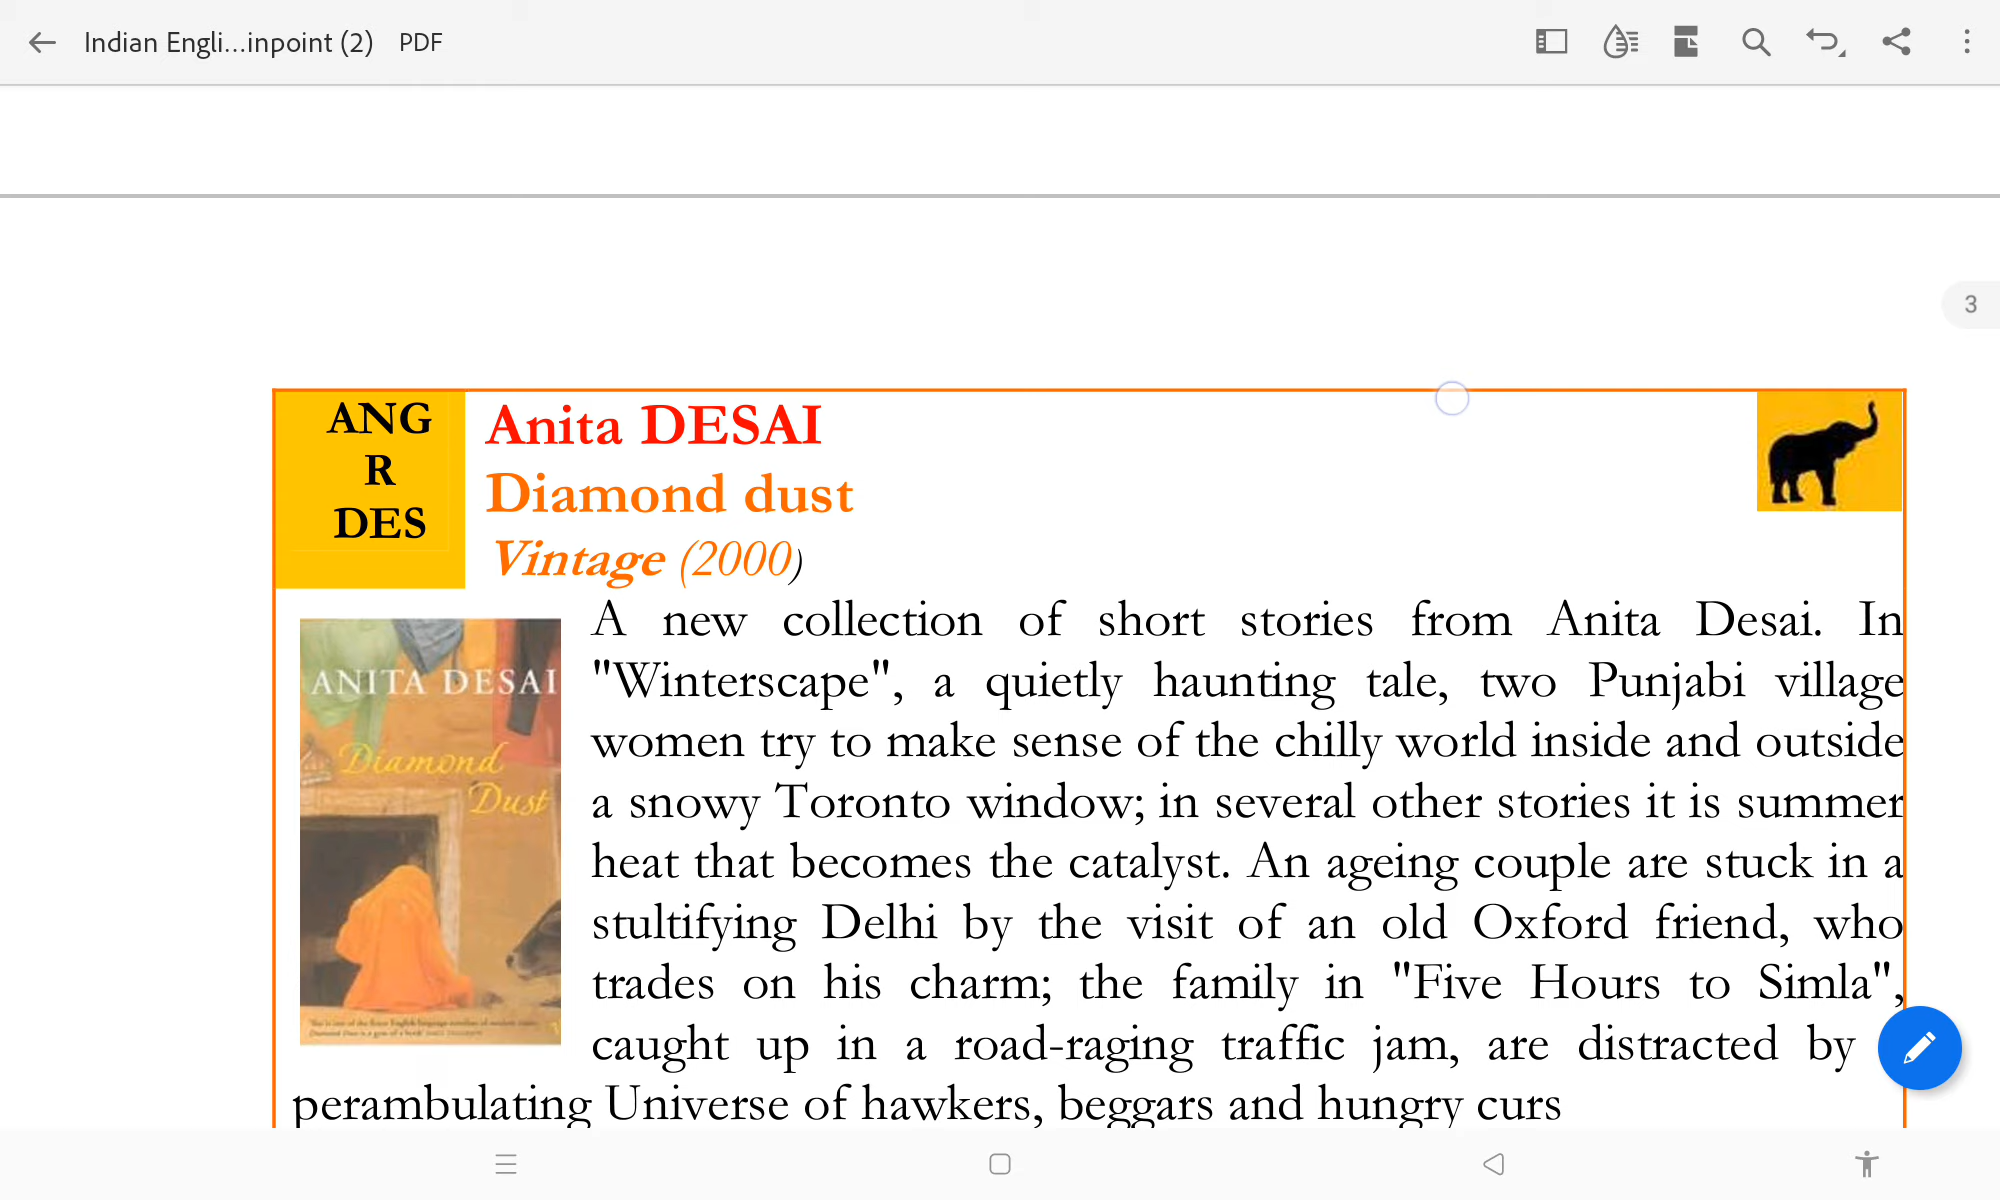 Indian Engli...inpoint (2) PDF
3
ANG
R
DES
Anita DESAI
Diamond dust
Vintage (2000)
ANITA DESAI
Diamond
Dust
A new collection of short stories from Anita Desai. In
"Winterscape", a quietly haunting tale, two Punjabi village
women try to make sense of the chilly world inside and outside
a snowy Toronto window; in several other stories it is summer
heat that becomes the catalyst. An ageing couple are stuck in a
stultifying Delhi by the visit of an old Oxford friend, who
trades on his charm; the family in "Five Hours to Simla",
caught up in a road-raging traffic jam, are distracted by
perambulating Universe of hawkers, beggars and hungry curs